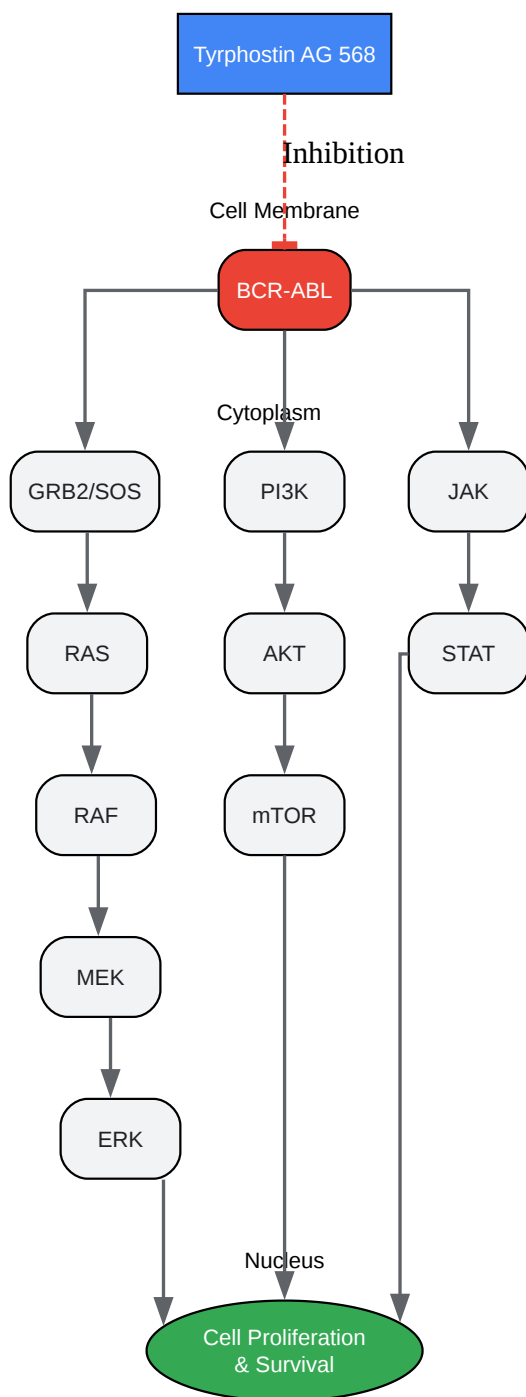 Tyrphostin AG 568
Inhibition
Cell Membrane
BCR-ABL
Cytoplasm
GRB2/SOS
PI3K
JAK
RAS
AKT
STAT
RAF
mTOR
MEK
ERK
Nucleus
Cell Proliferation
& Survival